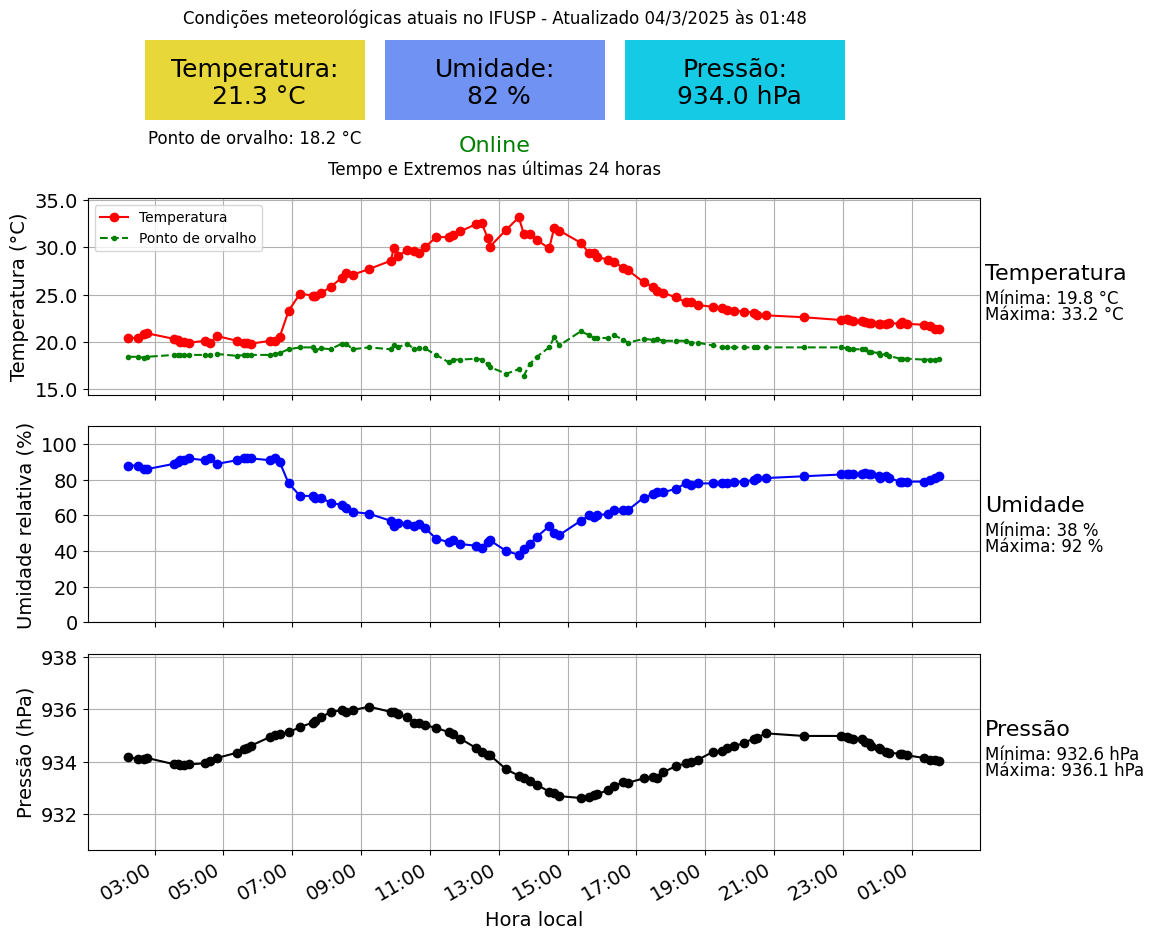 Condições meteorológicas atuais no IFUSP - Atualizado 04/3/2025 às 01:48
Temperatura:
21.3 °C
Umidade:
82 %
Pressão:
934.0 hPa
Ponto de orvalho: 18.2 °C
Online
Tempo e Extremos nas últimas 24 horas
Temperatura (°C)
35.0
30.0
25.0
20.0
15.0
Temperatura
Ponto de orvalho
Temperatura
Mínima: 19.8 °C
Máxima: 33.2 °C
Umidade relativa (%)
100
80
60
40
20
0
Umidade
Mínima: 38 %
Máxima: 92 %
Pressão (hPa)
938
936
934
932
Pressão
Mínima: 932.6 hPa
Máxima: 936.1 hPa
03:00 05:00 07:00 09:00 11:00 13:00 15:00 17:00 19:00 21:00 23:00 01:00
Hora local